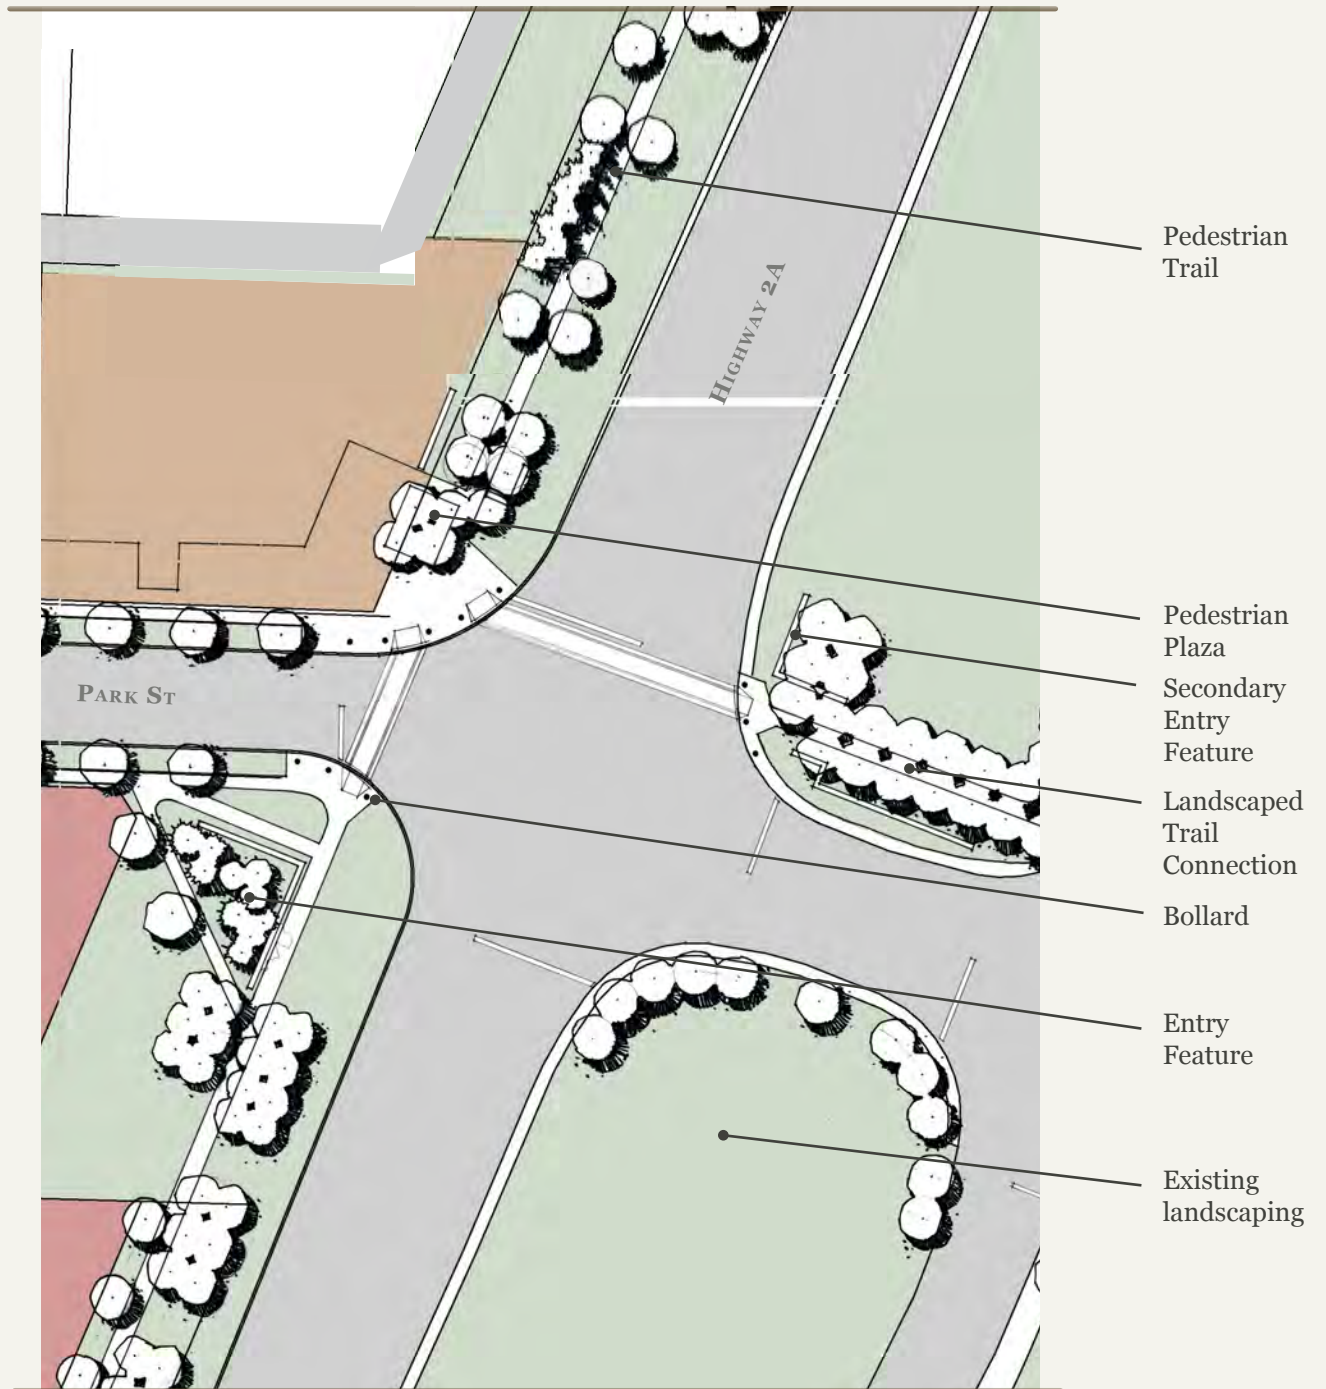 Pedestrian
Trail
HIGHWAY 2A
Pedestrian
Plaza
Secondary
Entry
Feature
PARK ST
Landscaped
Trail
Connection
Bollard
Entry
Feature
Existing
landscaping